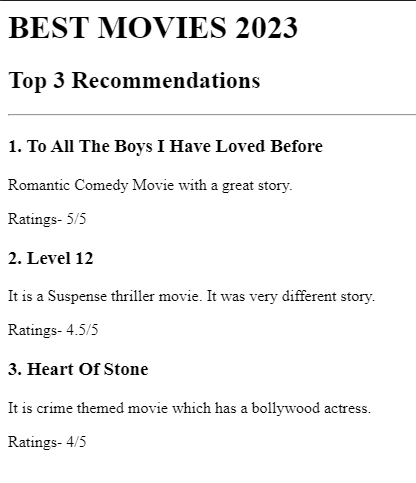 BEST MOVIES 2023
Top 3 Recommendations
1. To All The Boys I Have Loved Before
Romantic Comedy Movie with a great story.
Ratings- 5/5
2. Level 12
It is a Suspense thriller movie. It was very different story.
Ratings- 4.5/5
3. Heart Of Stone
It is crime themed movie which has a bollywood actress.
Ratings- 4/5